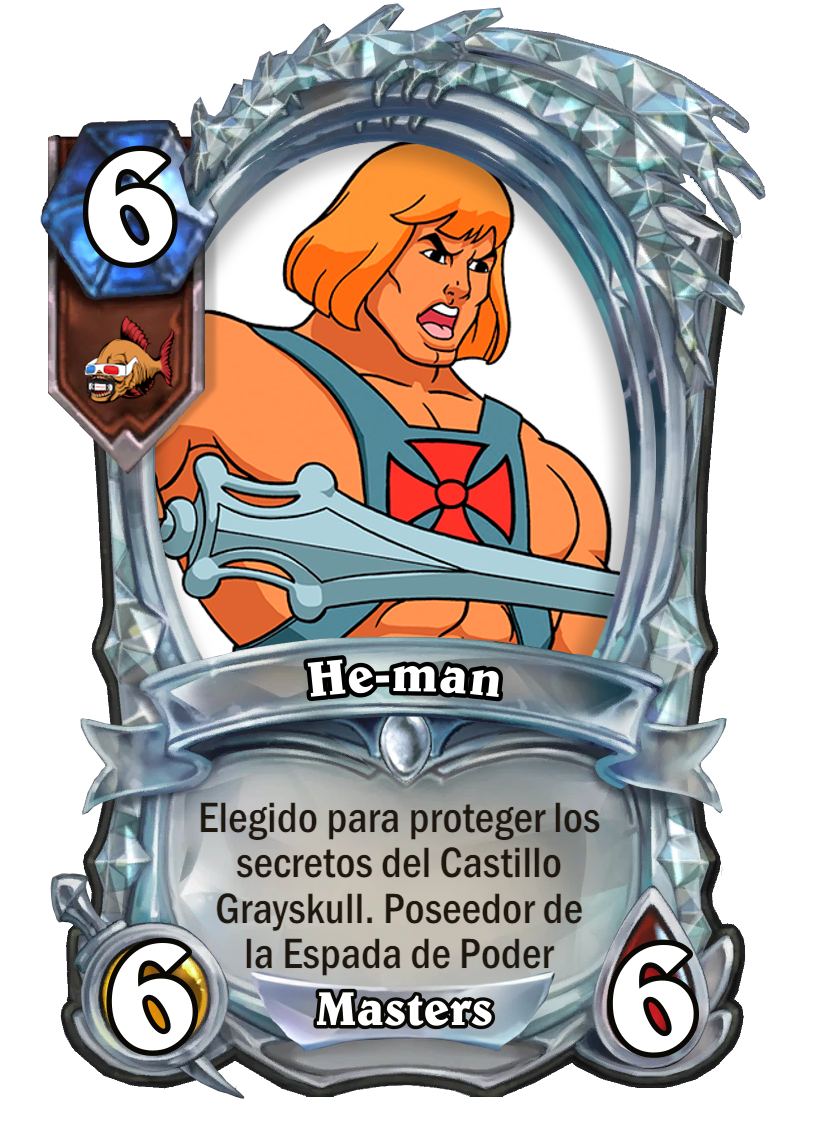 6
He-man
Elegido para proteger los
secretos del Castillo
Grayskull. Poseedor de
la Espada de Poder
6
Masters
6